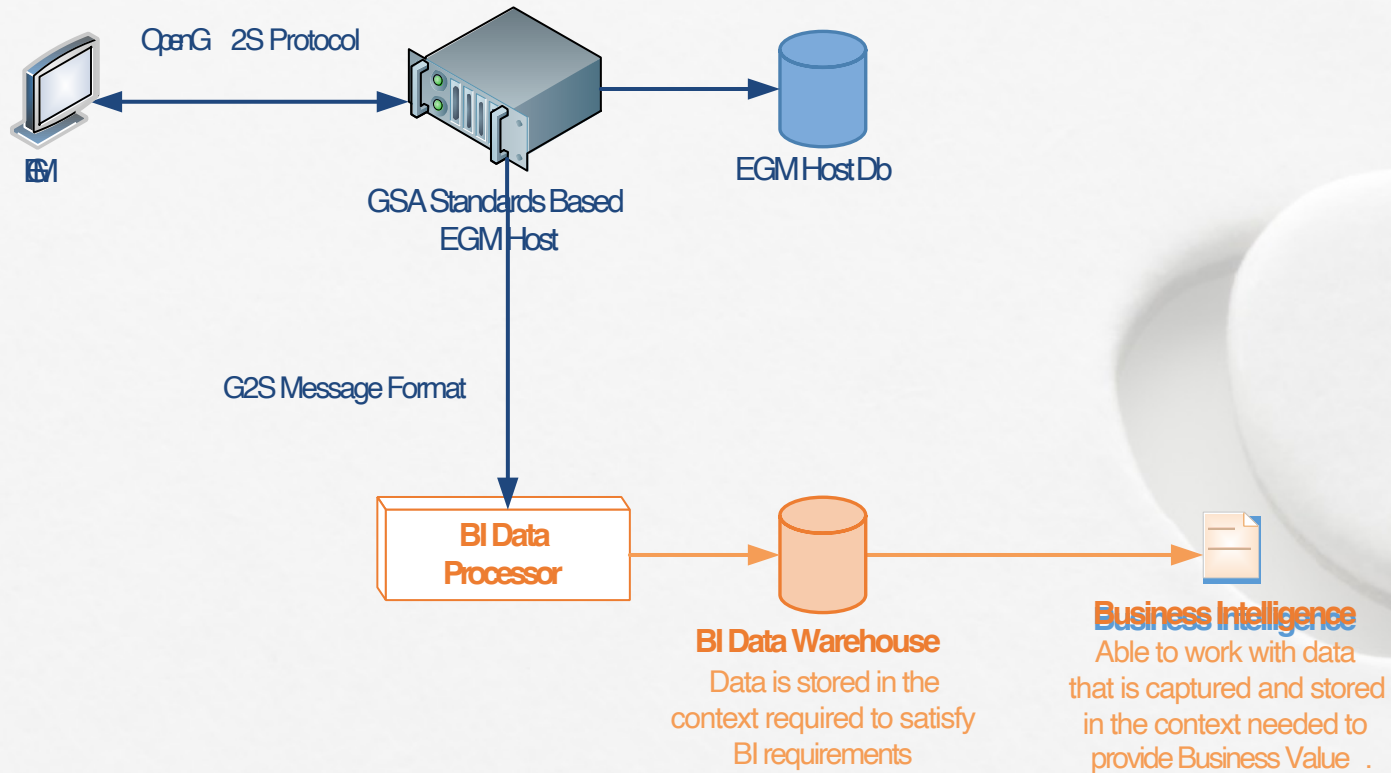 OpenG 2S Protocol
EGM
GSA Standards Based
EGM Host
EGM Host Db
G2S Message Format
BI Data
Processor
BI Data Warehouse
Data is stored in the
context required to satisfy
BI requirements
Business Intelligence
Able to work with data
that is captured and stored
in the context needed to
provide Business Value .